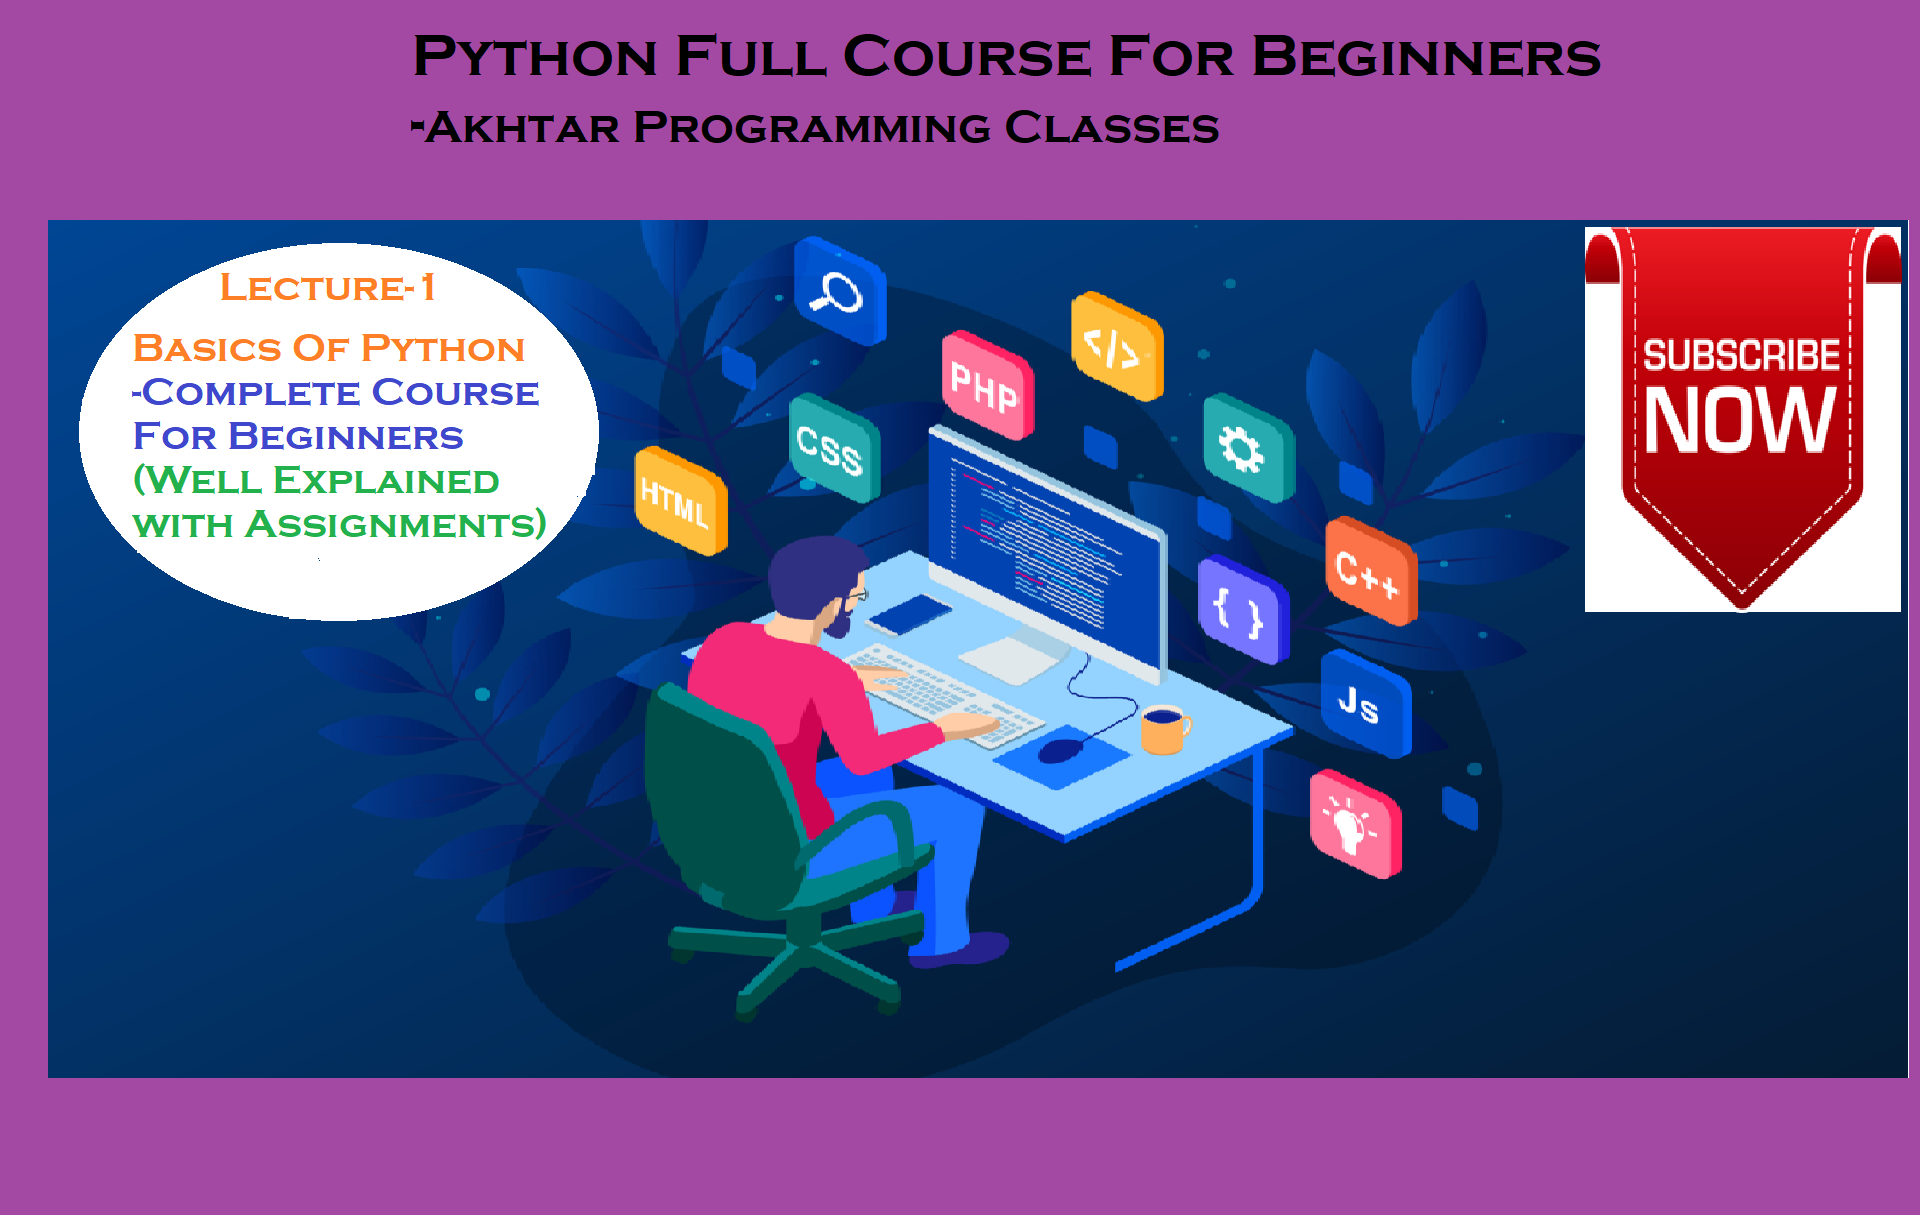 Python Full Course For Beginners
-Akhtar Programming Classes
Lecture-1
Basics Of Python
-Complete Course
For Beginners
(Well Explained
with Assignments)
SUBSCRIBE
NOW
PHP
</>
CSS
HTML
C++
{ }
Js